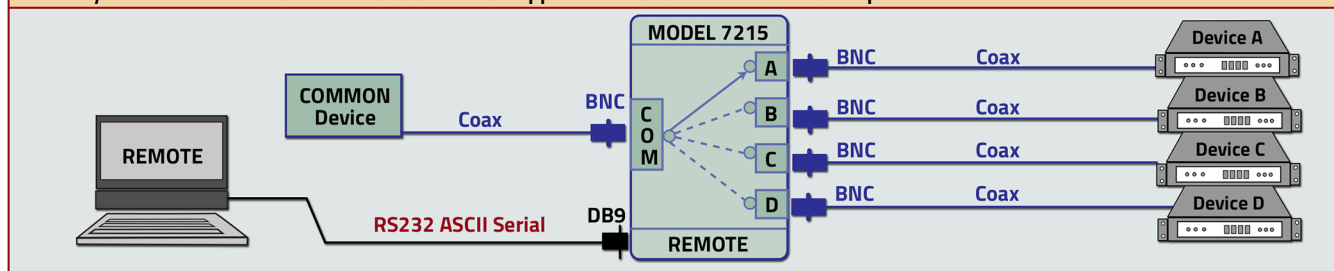 MODEL 7215
COMMON
Device
Coax
BNC
C
O
M
A
B
C
D
BNC
Coax
Device A
BNC
Coax
Device B
BNC
Coax
Device C
BNC
Coax
Device D
REMOTE
RS232 ASCII Serial
DB9
REMOTE